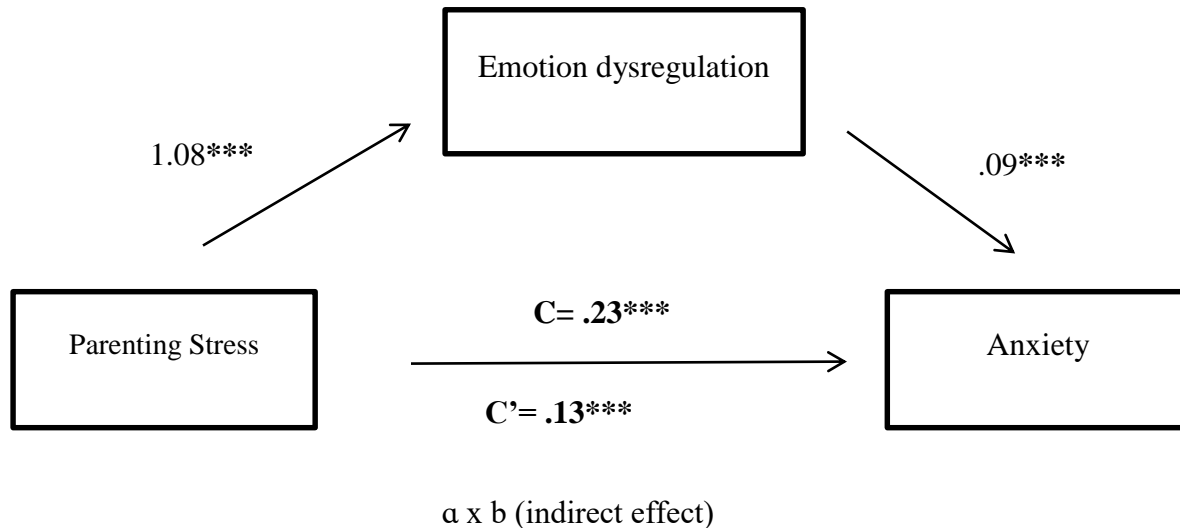 Emotion dysregulation
1.08***
.09***
C= .23***
Parenting Stress
Anxiety
C’= .13***
ɑ x b (indirect effect)